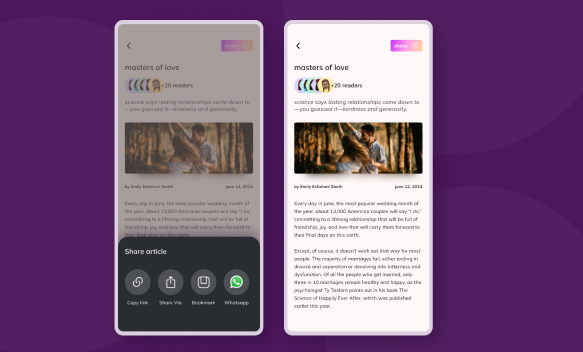 share
masters of love
+20 readers
science says lasting relationships came down to
—you guessed it—kindness and generosity.
by Emily Esfahani Smith june 12, 2014
Every day in June, the most popular wedding month of
the year, about 13,000 American couples will say "I do,"
committing to a lifelong relationship that will be full of
friendship, joy, and love that will carry them forward to
their final days on this earth.
Share article
Copy link
Share Via
Bookmark
Whatsapp
share
masters of love
+20 readers
science says lasting relationships came down to
—you guessed it—kindness and generosity.
by Emily Esfahani Smith june 12, 2014
Every day in June, the most popular wedding month of
the year, about 13,000 American couples will say "I do,"
committing to a lifelong relationship that will be full of
friendship, joy, and love that will carry them forward to
their final days on this earth.
Except, of course, it doesn't work out that way for most
people. The majority of marriages fail, either ending in
divorce and separation or devolving into bitterness and
dysfunction. Of all the people who get married, only
three in 10 marriages remain healthy and happy, as the
psychologist Ty Tashiro points out in his book The
Science of Happily Ever After, which was published
earlier this year.